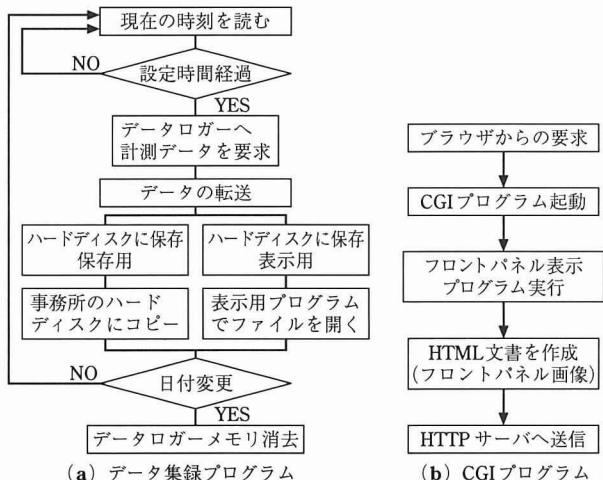 現在の時刻を読む
NO
設定時間経過
YES
データロガーへ
計測データを要求
データの転送
ハードディスクに保存
保存用
ハードディスクに保存
表示用
事務所のハード
ディスクにコピー
表示用プログラム
でファイルを開く
NO
日付変更
YES
データロガーメモリ消去
(a) データ集録プログラム
ブラウザからの要求
CGIプログラム起動
フロントパネル表示
プログラム実行
HTML文書を作成
(フロントパネル画像)
HTTPサーバへ送信
(b) CGIプログラム